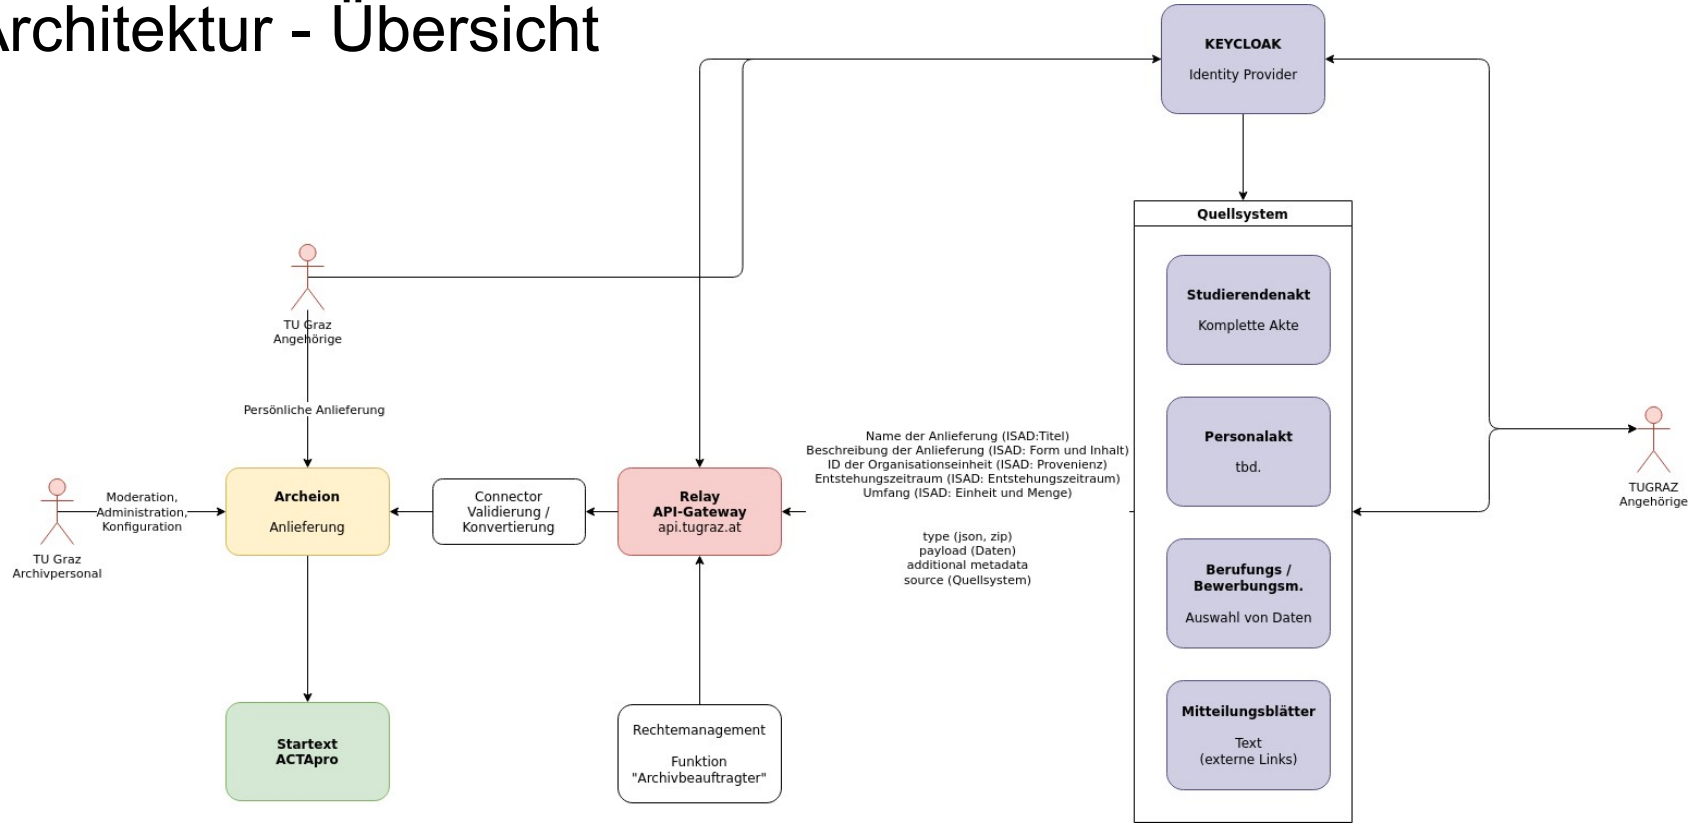 Architektur - Übersicht
KEYCLOAK
Identity Provider
Quellsystem
Studierendenakt
Komplette Akte
TU Graz
Angehörige
Persönliche Anlieferung
Personalakt
tbd.
Name der Anlieferung (ISAD:Titel)
Beschreibung der Anlieferung (ISAD: Form und Inhalt)
ID der Organisationseinheit (ISAD: Provenienz)
Entstehungszeitraum (ISAD: Entstehungszeitraum)
Umfang (ISAD: Einheit und Menge)
type (json, zip)
payload (Daten)
additional metadata
source (Quellsystem)
TUGRAZ
Angehörige
TU Graz
Archivpersonal
Moderation,
Administration,
Konfiguration
Archeion
Anlieferung
Connector
Validierung /
Konvertierung
Relay
API-Gateway
api.tugraz.at
Berufungs /
Bewerbungsm.
Auswahl von Daten
Startext
ACTApro
Rechtemanagement
Funktion
"Archivbeauftragter"
Mitteilungsblätter
Text
(externe Links)